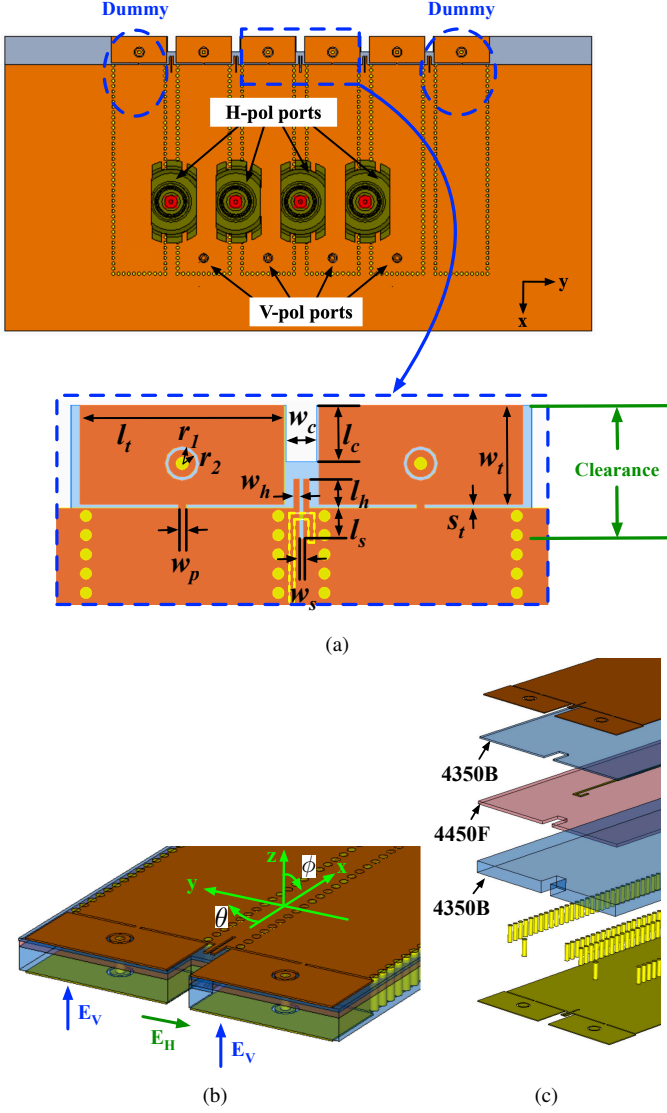 Dummy Dummy
H-pol ports
V-pol ports
y
x
l_t
r_1
r_2
w_c
l_c
w_t
Clearance
w_h
l_h
l_s
s_t
w_p
w_s
(a)
4350B
4450F
4350B
z
ϕ
x
y
θ
E_V
E_H
E_V
(b) (c)